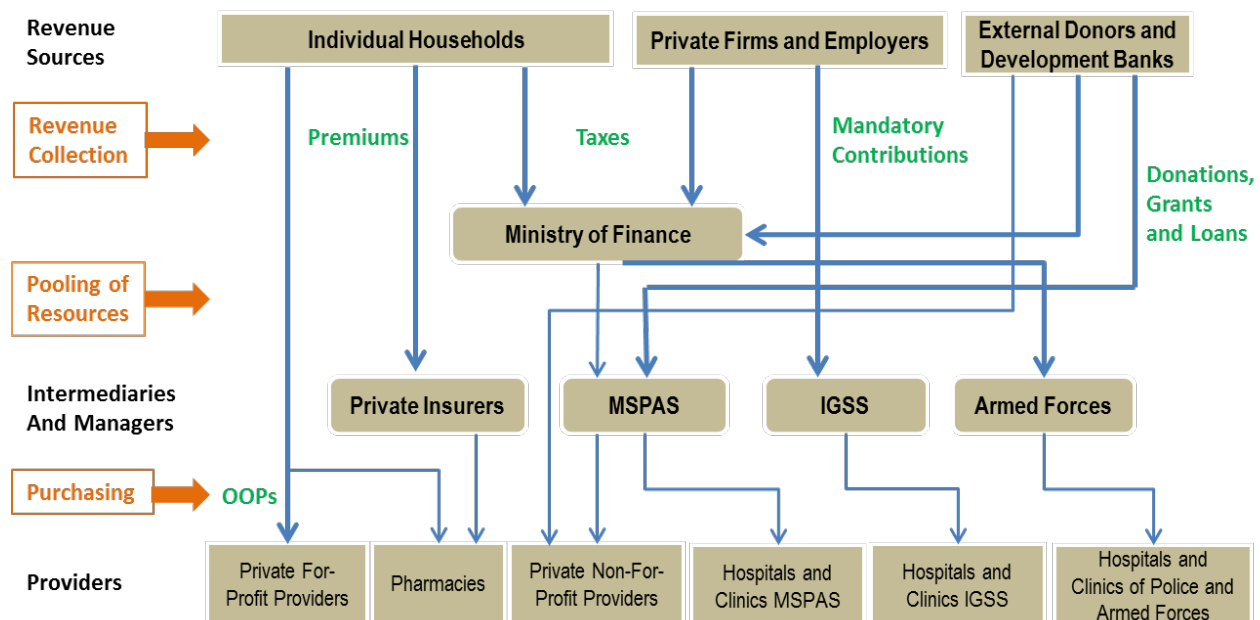 Revenue
Sources
Individual Households
Private Firms and Employers
External Donors and
Development Banks
Revenue
Collection
Premiums
Taxes
Mandatory
Contributions
Donations,
Grants
and Loans
Ministry of Finance
Pooling of
Resources
Intermediaries
And Managers
Private Insurers
MSPAS
IGSS
Armed Forces
Purchasing
OOPs
Providers
Private For-
Profit Providers
Pharmacies
Private Non-For-
Profit Providers
Hospitals and
Clinics MSPAS
Hospitals and
Clinics IGSS
Hospitals and
Clinics of Police and
Armed Forces